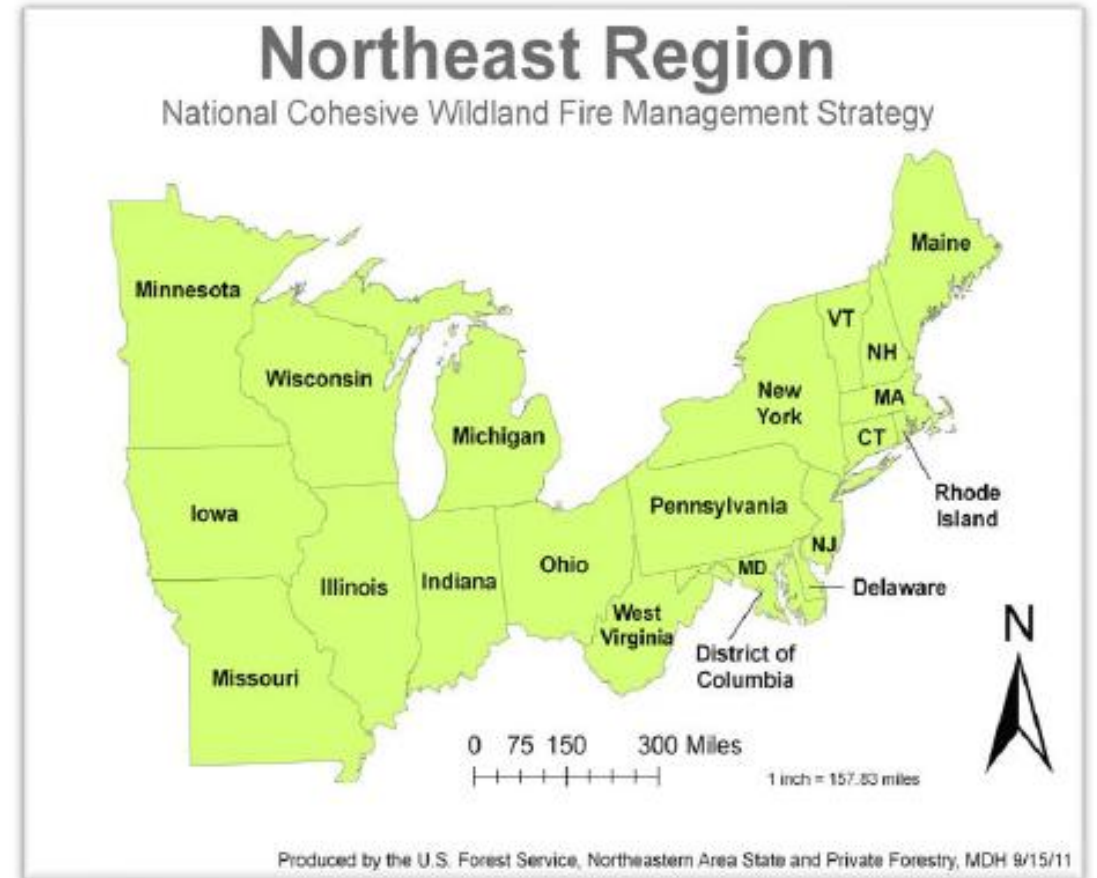 Northeast Region
National Cohesive Wildland Fire Management Strategy
Maine
Minnesota
VT
NH
Wisconsin
New
York
MA
Michigan
CT
Rhode
Island
Pennsylvania
Iowa
NJ
Ohio
MD
Illinois
Indiana
Delaware
West
Virginia
District of
Columbia
N
Missouri
0 75 150 300 Miles
1 inch = 157.83 miles
Produced by the U.S. Forest Service, Northeastern Area State and Private Forestry, MDH 9/15/11